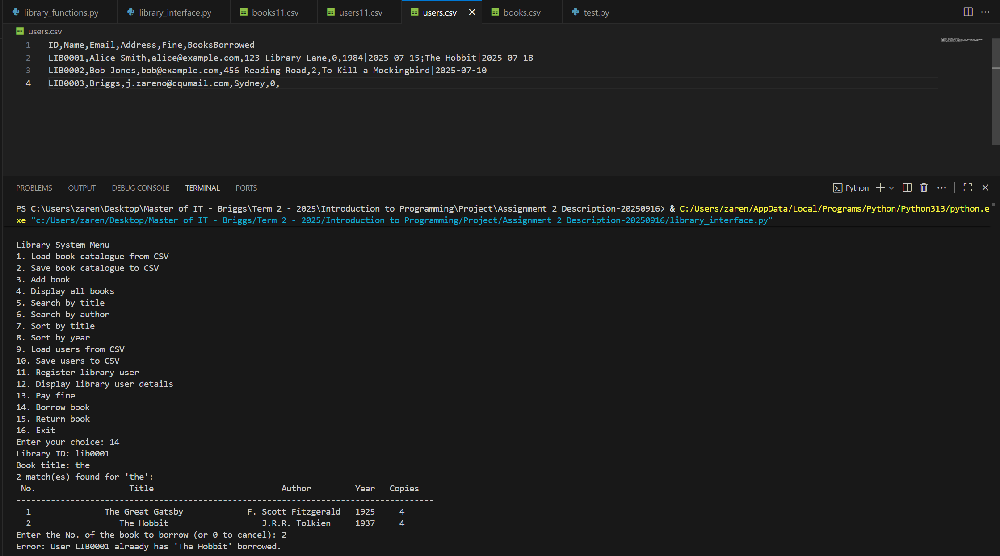 library_functions.py library_interface.py books11.csv users11.csv users.csv books.csv test.py
users.csv
1 ID,Name,Email,Address,Fine,BooksBorrowed
2 LIB0001,Alice Smith,alice@example.com,123 Library Lane,0,1984|2025-07-15;The Hobbit|2025-07-18
3 LIB0002,Bob Jones,bob@example.com,456 Reading Road,2,To Kill a Mockingbird|2025-07-10
4 LIB0003,Briggs,j.zareno@cqumail.com,Sydney,0,
PROBLEMS OUTPUT DEBUG CONSOLE TERMINAL PORTS Python
PS C:\Users\zaren\Desktop\Master of IT - Briggs\Term 2 - 2025\Introduction to Programming\Project\Assignment 2 Description-20250916> & C:/Users/zaren/AppData/Local/Programs/Python/Python313/python.e
xe "c:/Users/zaren/Desktop/Master of IT - Briggs/Term 2 - 2025/Introduction to Programming/Project/Assignment 2 Description-20250916/library_interface.py"
Library System Menu
1. Load book catalogue from CSV
2. Save book catalogue to CSV
3. Add book
4. Display all books
5. Search by title
6. Search by author
7. Sort by title
8. Sort by year
9. Load users from CSV
10. Save users to CSV
11. Register library user
12. Display library user details
13. Pay fine
14. Borrow book
15. Return book
16. Exit
Enter your choice: 14
Library ID: lib0001
Book title: the
2 match(es) found for 'the':
No. Title Author Year Copies
-------------------------------------------------------------------------------------
1 The Great Gatsby F. Scott Fitzgerald 1925 4
2 The Hobbit J.R.R. Tolkien 1937 4
Enter the No. of the book to borrow (or 0 to cancel): 2
Error: User LIB0001 already has 'The Hobbit' borrowed.